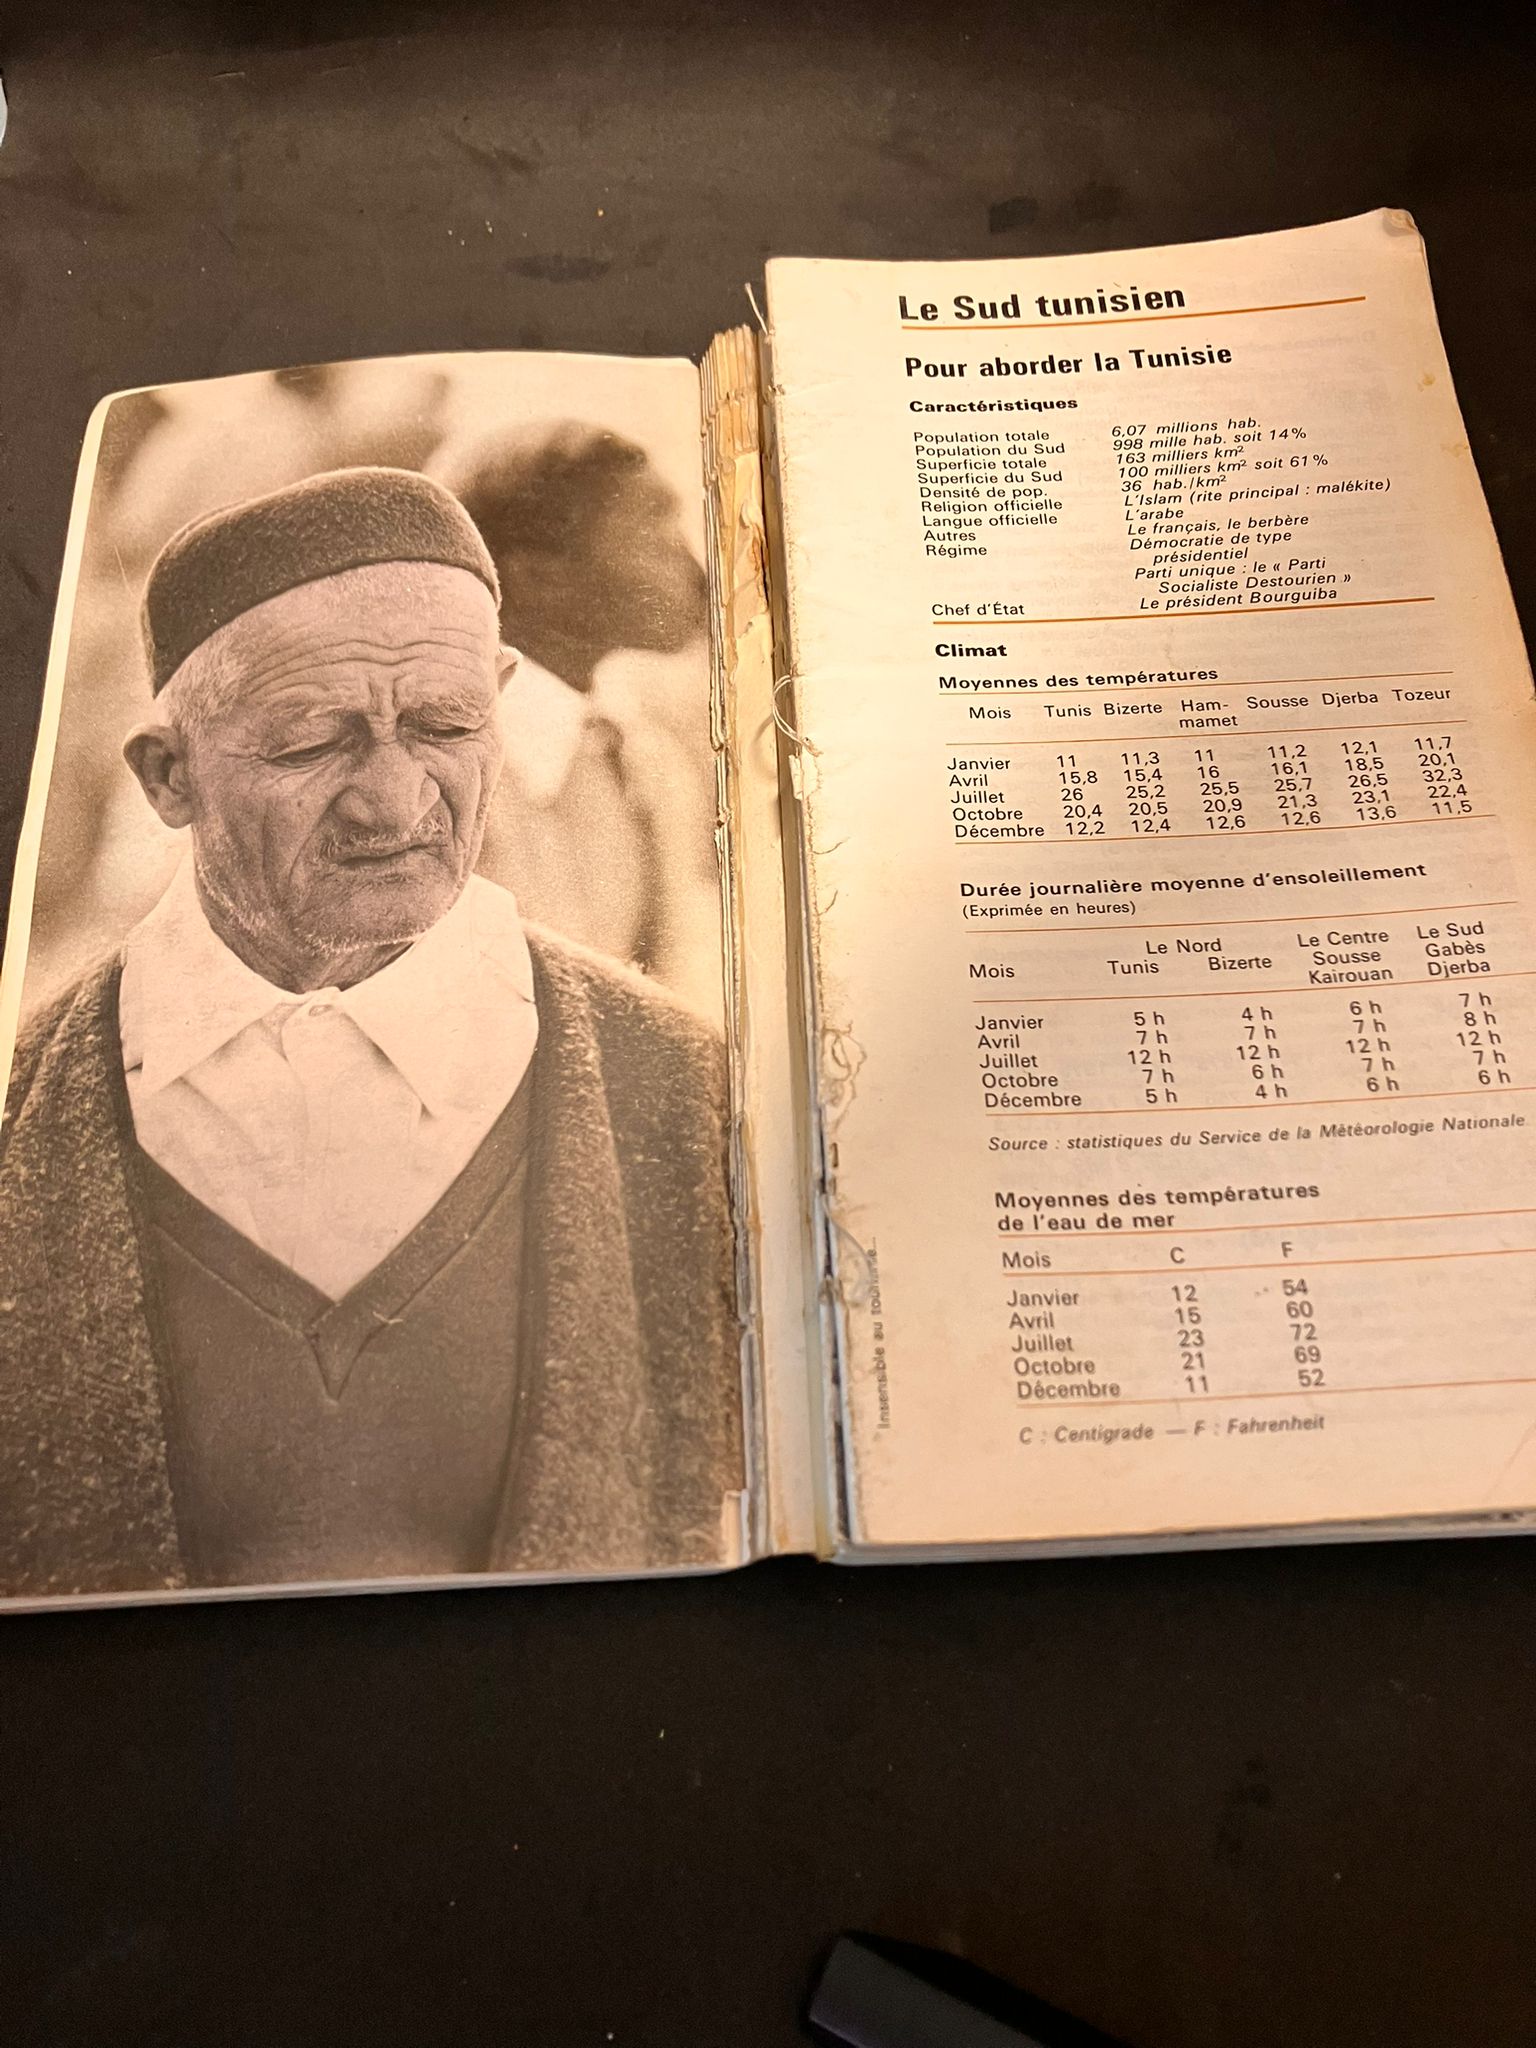 Le Sud tunisien
Pour aborder la Tunisie
Caractéristiques
Population totale 6,07 millions hab.
Population du Sud 998 mille hab. soit 14%
Superficie totale 163 milliers km²
Superficie du Sud 100 milliers km² soit 61%
Densité de pop. 36 hab./km²
Religion officielle L'Islam (rite principal : malékite)
Langue officielle L'arabe
Autres Le français, le berbère
Régime Démocratie de type
présidentiel
Parti unique : le « Parti
Socialiste Destourien »
Chef d'État Le président Bourguiba
Climat
Moyennes des températures
Mois Tunis Bizerte Ham- Sousse Djerba Tozeur
mamet
Janvier 11 11,3 11 11,2 12,1 11,7
Avril 15,8 15,4 16 16,1 18,5 20,1
Juillet 26 25,2 25,5 25,7 26,5 32,3
Octobre 20,4 20,5 20,9 21,3 23,1 22,4
Décembre 12,2 12,4 12,6 12,6 13,6 11,5
Durée journalière moyenne d'ensoleillement
(Exprimée en heures)
Le Nord Le Centre Le Sud
Mois Tunis Bizerte Sousse Gabès
Kairouan Djerba
Janvier 5 h 4 h 6 h 7 h
Avril 7 h 7 h 7 h 8 h
Juillet 12 h 12 h 12 h 12 h
Octobre 7 h 6 h 7 h 7 h
Décembre 5 h 4 h 6 h 6 h
Source : statistiques du Service de la Météorologie Nationale
Moyennes des températures
de l'eau de mer
Mois C F
Janvier 12 54
Avril 15 60
Juillet 23 72
Octobre 21 69
Décembre 11 52
C : Centigrade — F : Fahrenheit
Insensible au